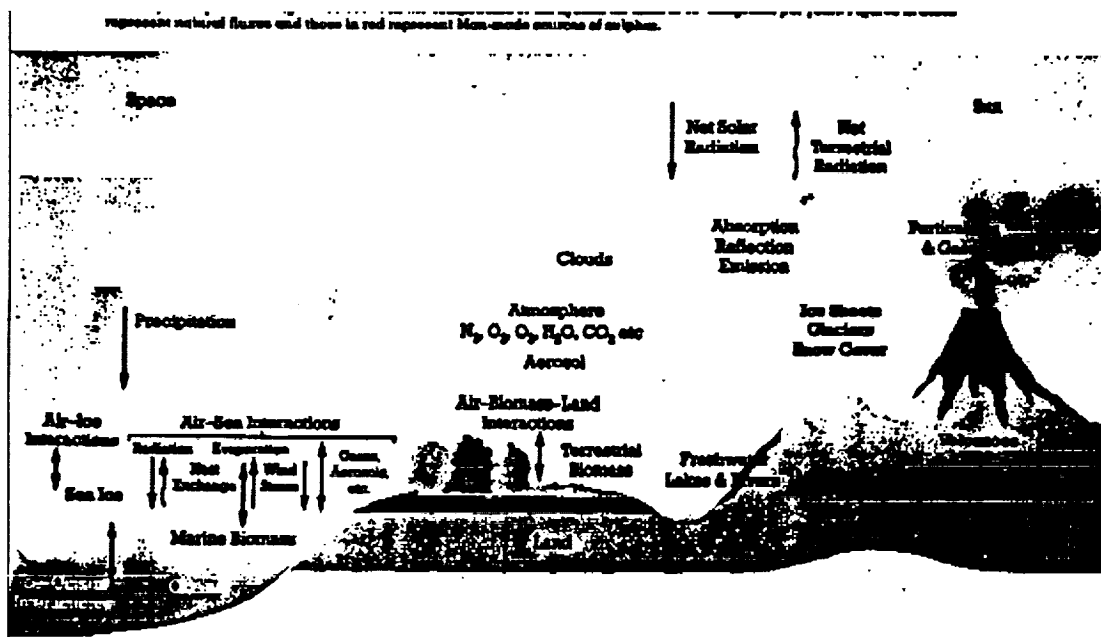 represent natural fluxes and those in red represent Man-made sources of sulphur.
Space
Sun
Net Solar
Radiation
Net
Terrestrial
Radiation
Absorption
Reflection
Emission
Clouds
Precipitation
Atmosphere
N₂, O₂, O₃, H₂O, CO₂ etc
Aerosol
Ice Sheets
Glaciers
Snow Cover
Air-Ice
Interactions
Air-Sea Interactions
Air-Biomass-Land
Interactions
Volcanoes
Radiation
Evaporation
Heat
Exchange
Wind
Stress
Gases,
Aerosols,
etc.
Terrestrial
Biomass
Freshwater
Lakes & Rivers
Sea Ice
Marine Biomass
Land
Ice-Ocean
Interactions